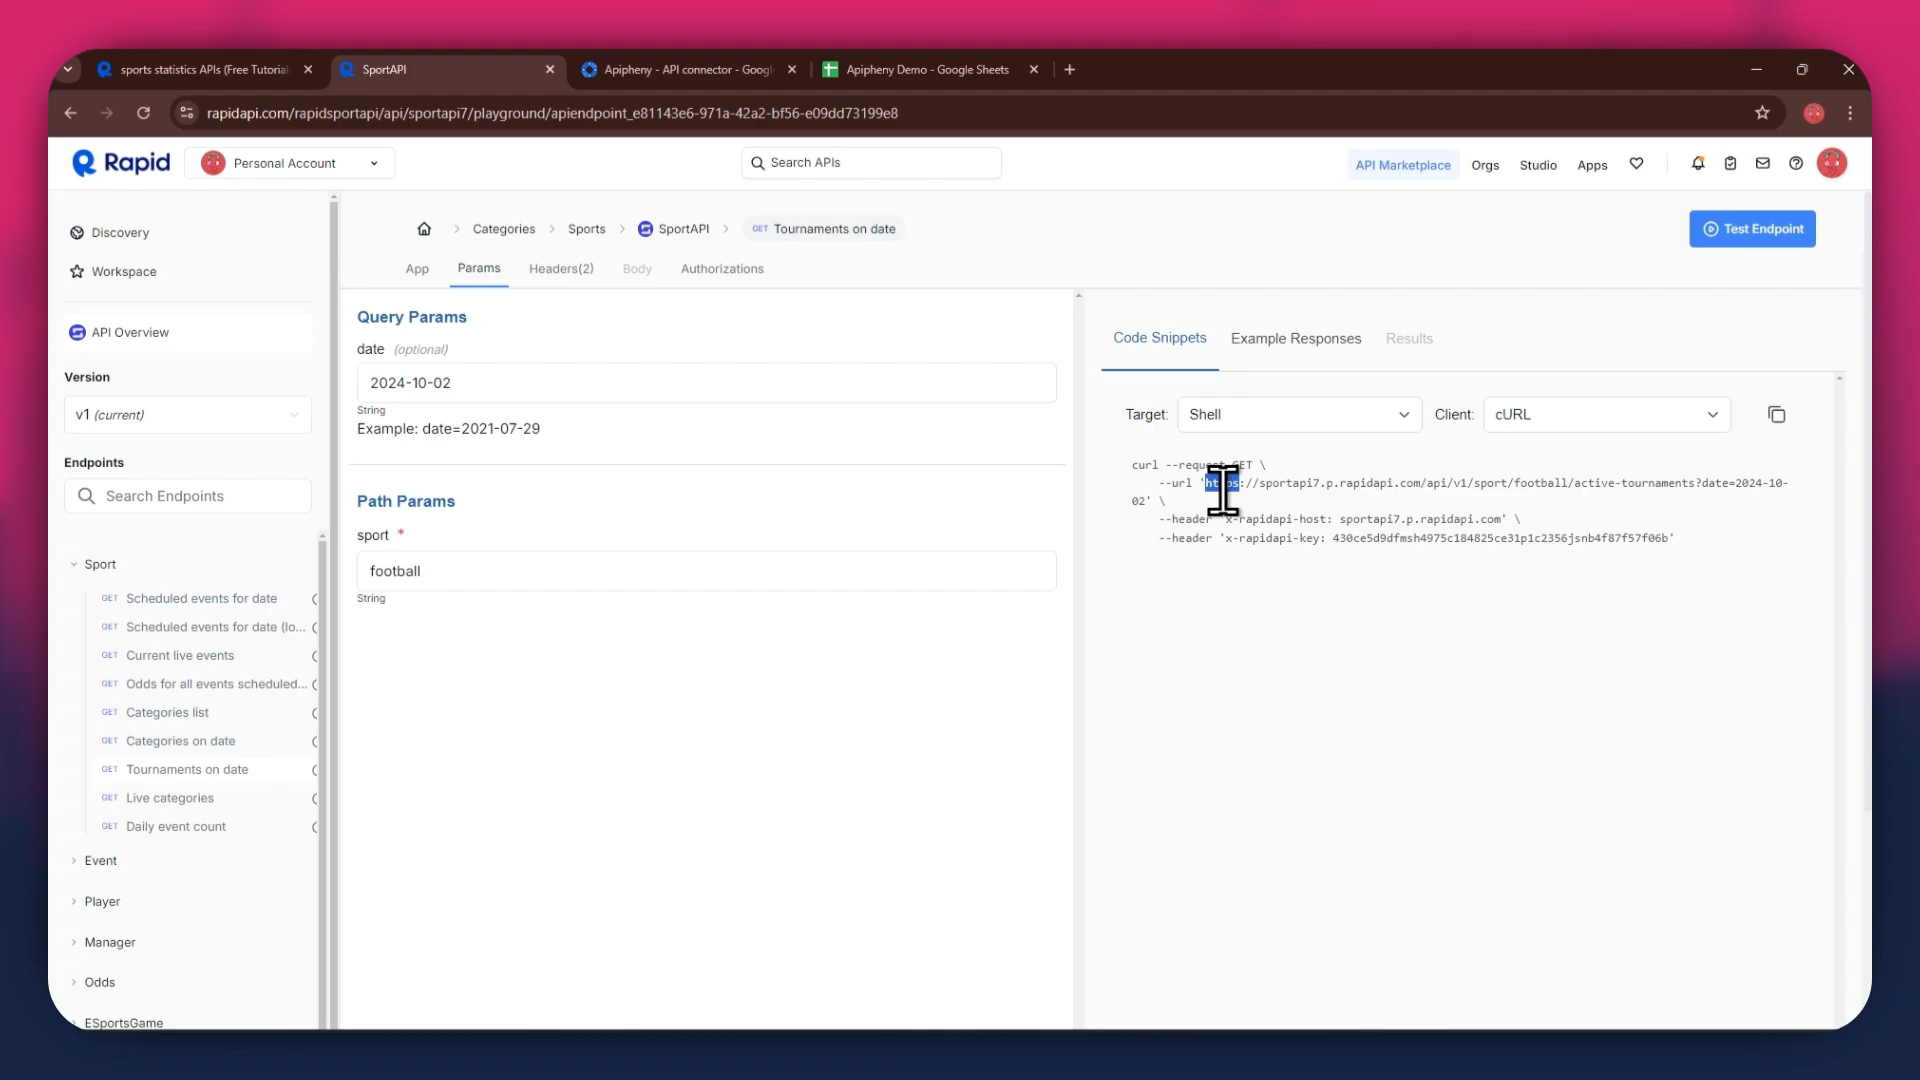 sports statistics APIs (Free Tutorial
SportAPI
Apipheny - API connector - Googl
Apipheny Demo - Google Sheets
rapidapi.com/rapidsportapi/api/sportapi7/playground/apiendpoint_e81143e6-971a-42a2-bf56-e09dd73199e8
Rapid
Personal Account
Search APIs
API Marketplace
Orgs
Studio
Apps
Discovery
Workspace
API Overview
Version
v1 (current)
Endpoints
Search Endpoints
Sport
GET Scheduled events for date
GET Scheduled events for date (lo...
GET Current live events
GET Odds for all events scheduled...
GET Categories list
GET Categories on date
GET Tournaments on date
GET Live categories
GET Daily event count
Event
Player
Manager
Odds
ESportsGame
Categories
Sports
SportAPI
GET Tournaments on date
Test Endpoint
App
Params
Headers(2)
Body
Authorizations
Query Params
date (optional)
2024-10-02
String
Example: date=2021-07-29
Path Params
sport *
football
String
Code Snippets
Example Responses
Results
Target:
Shell
Client:
cURL
curl --request GET \
--url 'https://sportapi7.p.rapidapi.com/api/v1/sport/football/active-tournaments?date=2024-10-
02' \
--header 'x-rapidapi-host: sportapi7.p.rapidapi.com' \
--header 'x-rapidapi-key: 430ce5d9dfmsh4975c184825ce31p1c2356jsnb4f87f57f06b'